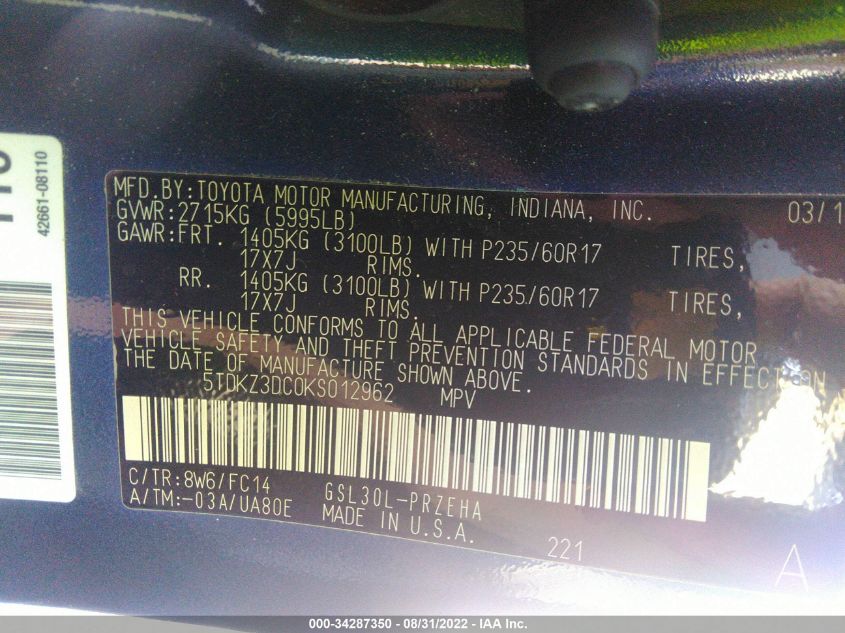 42661-08110
MFD.BY:TOYOTA MOTOR MANUFACTURING, INDIANA, INC. 03/1
GVWR:2715KG (5995LB)
GAWR:FRT. 1405KG (3100LB) WITH P235/60R17 TIRES,
17X7J RIMS.
RR. 1405KG (3100LB) WITH P235/60R17 TIRES,
17X7J RIMS.
THIS VEHICLE CONFORMS TO ALL APPLICABLE FEDERAL MOTOR
VEHICLE SAFETY AND THEFT PREVENTION STANDARDS IN EFFECT ON
THE DATE OF MANUFACTURE SHOWN ABOVE.
5TDKZ3DC0KS012962 MPV
C/TR:8W6/FC14 GSL30L-PRZEHA
A/TM:-03A/UA80E MADE IN U.S.A.
221
A
000-34287350 - 08/31/2022 - IAA Inc.